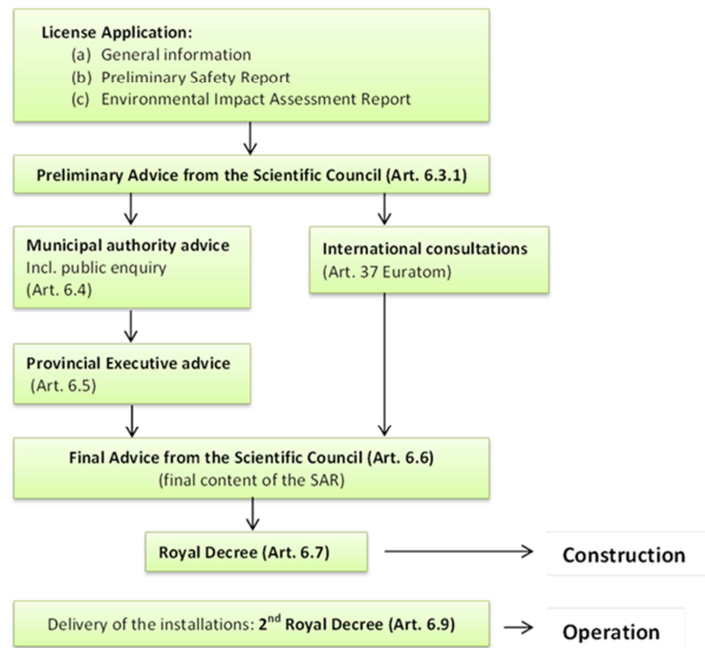 License Application:
(a) General information
(b) Preliminary Safety Report
(c) Environmental Impact Assessment Report
Preliminary Advice from the Scientific Council (Art. 6.3.1)
Municipal authority advice
Incl. public enquiry
(Art. 6.4)
International consultations
(Art. 37 Euratom)
Provincial Executive advice
(Art. 6.5)
Final Advice from the Scientific Council (Art. 6.6)
(final content of the SAR)
Royal Decree (Art. 6.7)
Construction
Delivery of the installations: 2nd Royal Decree (Art. 6.9)
Operation